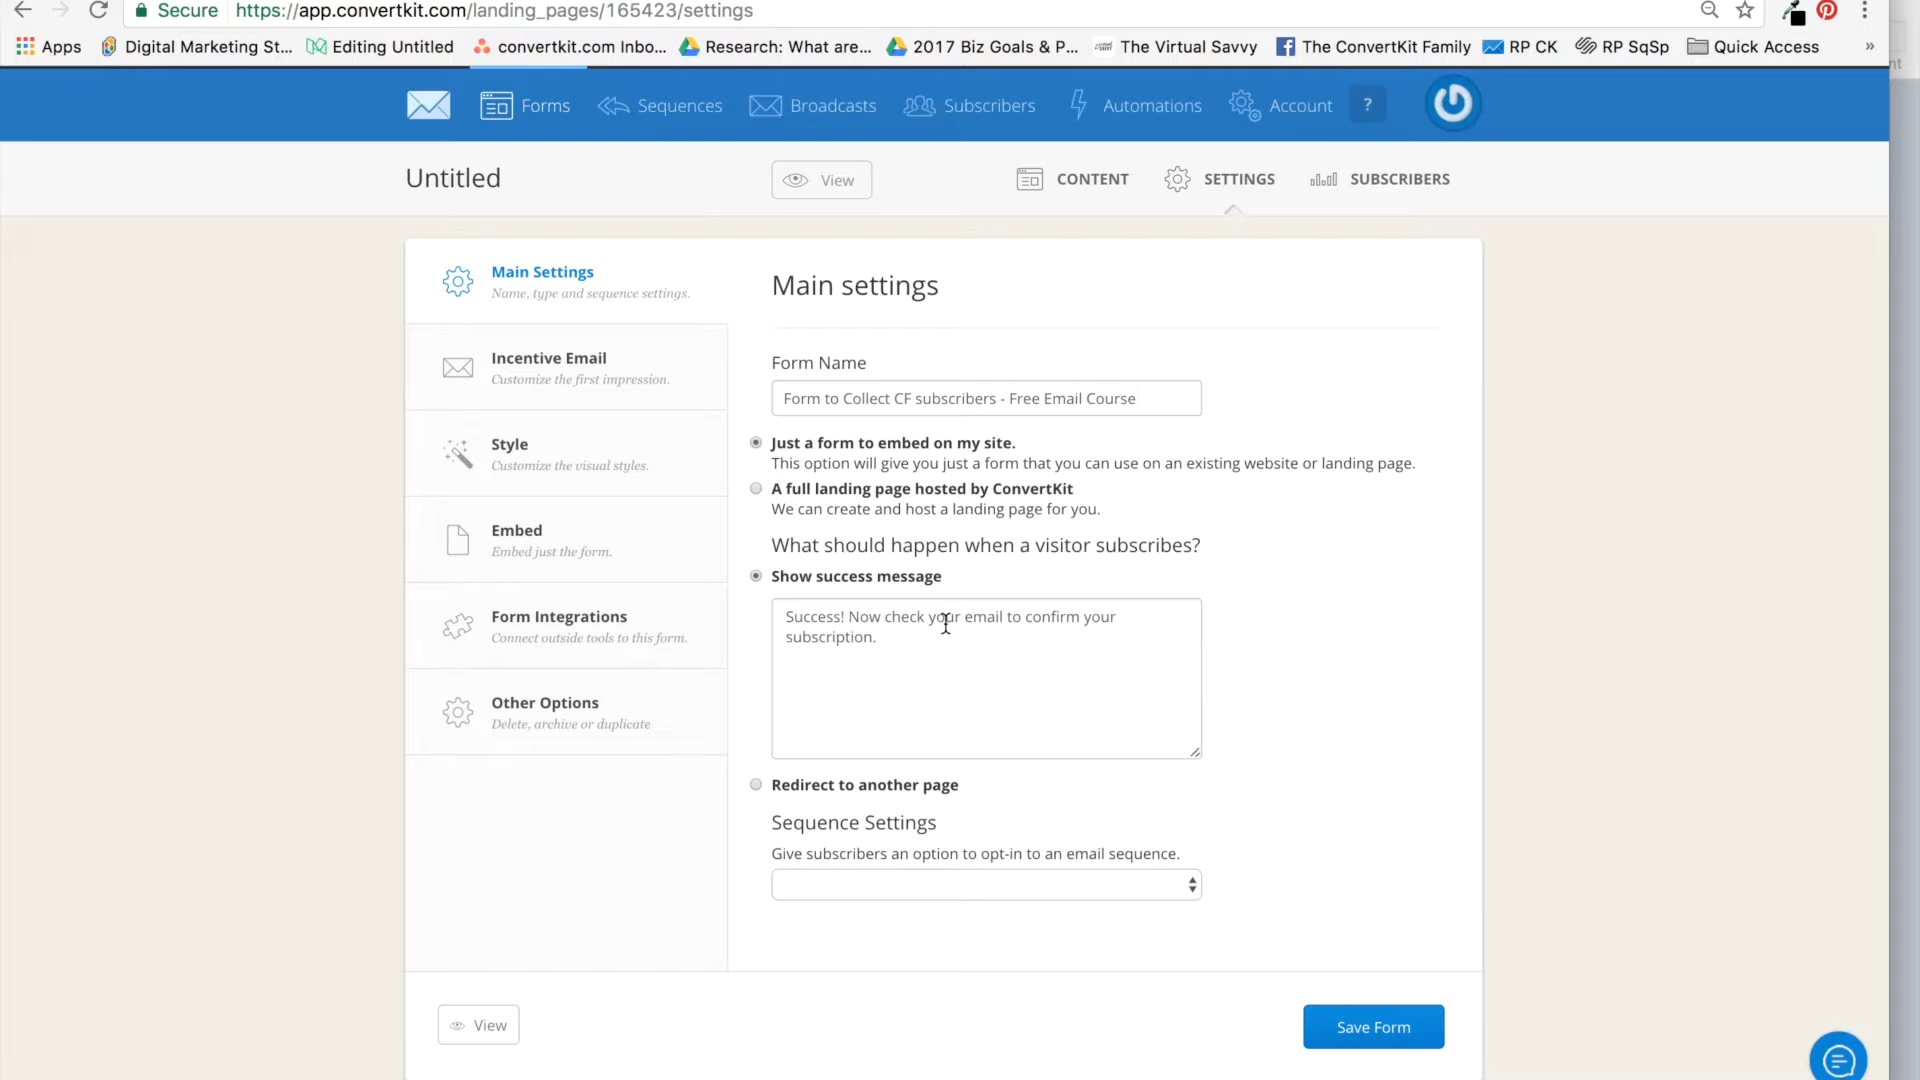 Secure https://app.convertkit.com/landing_pages/165423/settings
Apps Digital Marketing St... Editing Untitled convertkit.com Inbo... Research: What are... 2017 Biz Goals & P... The Virtual Savvy The ConvertKit Family RP CK RP SqSp Quick Access »
nt
Forms Sequences Broadcasts Subscribers Automations Account ?
Untitled View CONTENT SETTINGS SUBSCRIBERS
Main Settings
Name, type and sequence settings.
Incentive Email
Customize the first impression.
Style
Customize the visual styles.
Embed
Embed just the form.
Form Integrations
Connect outside tools to this form.
Other Options
Delete, archive or duplicate
Main settings
Form Name
Form to Collect CF subscribers - Free Email Course
Just a form to embed on my site.
This option will give you just a form that you can use on an existing website or landing page.
A full landing page hosted by ConvertKit
We can create and host a landing page for you.
What should happen when a visitor subscribes?
Show success message
Success! Now check your email to confirm your
subscription.
Redirect to another page
Sequence Settings
Give subscribers an option to opt-in to an email sequence.
View Save Form